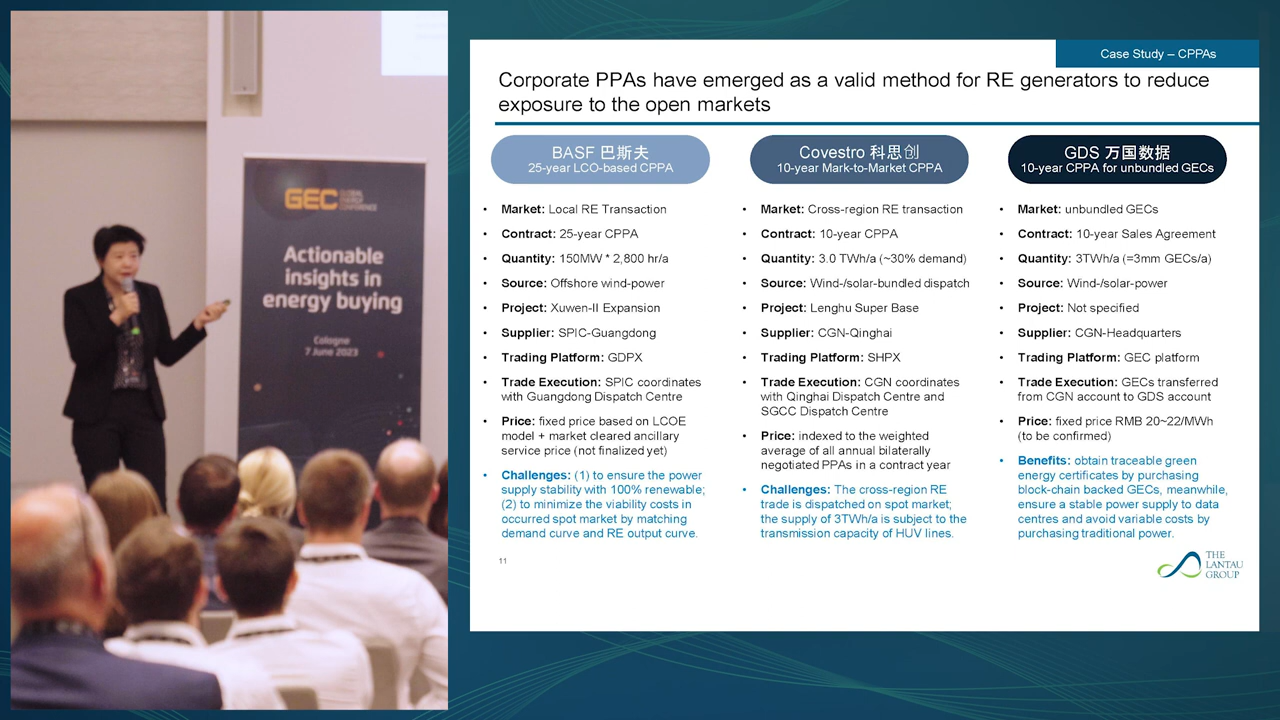 GEC GLOBAL
ENERGY
CONFERENCE
Actionable
insights in
energy buying
Cologne
7 June 2023
Case Study – CPPAs
Corporate PPAs have emerged as a valid method for RE generators to reduce
exposure to the open markets
BASF 巴斯夫
25-year LCO-based CPPA
• Market: Local RE Transaction
• Contract: 25-year CPPA
• Quantity: 150MW * 2,800 hr/a
• Source: Offshore wind-power
• Project: Xuwen-II Expansion
• Supplier: SPIC-Guangdong
• Trading Platform: GDPX
• Trade Execution: SPIC coordinates
with Guangdong Dispatch Centre
• Price: fixed price based on LCOE
model + market cleared ancillary
service price (not finalized yet)
• Challenges: (1) to ensure the power
supply stability with 100% renewable;
(2) to minimize the viability costs in
occurred spot market by matching
demand curve and RE output curve.
Covestro 科思创
10-year Mark-to-Market CPPA
• Market: Cross-region RE transaction
• Contract: 10-year CPPA
• Quantity: 3.0 TWh/a (~30% demand)
• Source: Wind-/solar-bundled dispatch
• Project: Lenghu Super Base
• Supplier: CGN-Qinghai
• Trading Platform: SHPX
• Trade Execution: CGN coordinates
with Qinghai Dispatch Centre and
SGCC Dispatch Centre
• Price: indexed to the weighted
average of all annual bilaterally
negotiated PPAs in a contract year
• Challenges: The cross-region RE
trade is dispatched on spot market;
the supply of 3TWh/a is subject to the
transmission capacity of HUV lines.
GDS 万国数据
10-year CPPA for unbundled GECs
• Market: unbundled GECs
• Contract: 10-year Sales Agreement
• Quantity: 3TWh/a (=3mm GECs/a)
• Source: Wind-/solar-power
• Project: Not specified
• Supplier: CGN-Headquarters
• Trading Platform: GEC platform
• Trade Execution: GECs transferred
from CGN account to GDS account
• Price: fixed price RMB 20~22/MWh
(to be confirmed)
• Benefits: obtain traceable green
energy certificates by purchasing
block-chain backed GECs, meanwhile,
ensure a stable power supply to data
centres and avoid variable costs by
purchasing traditional power.
11
THE
LANTAU
GROUP